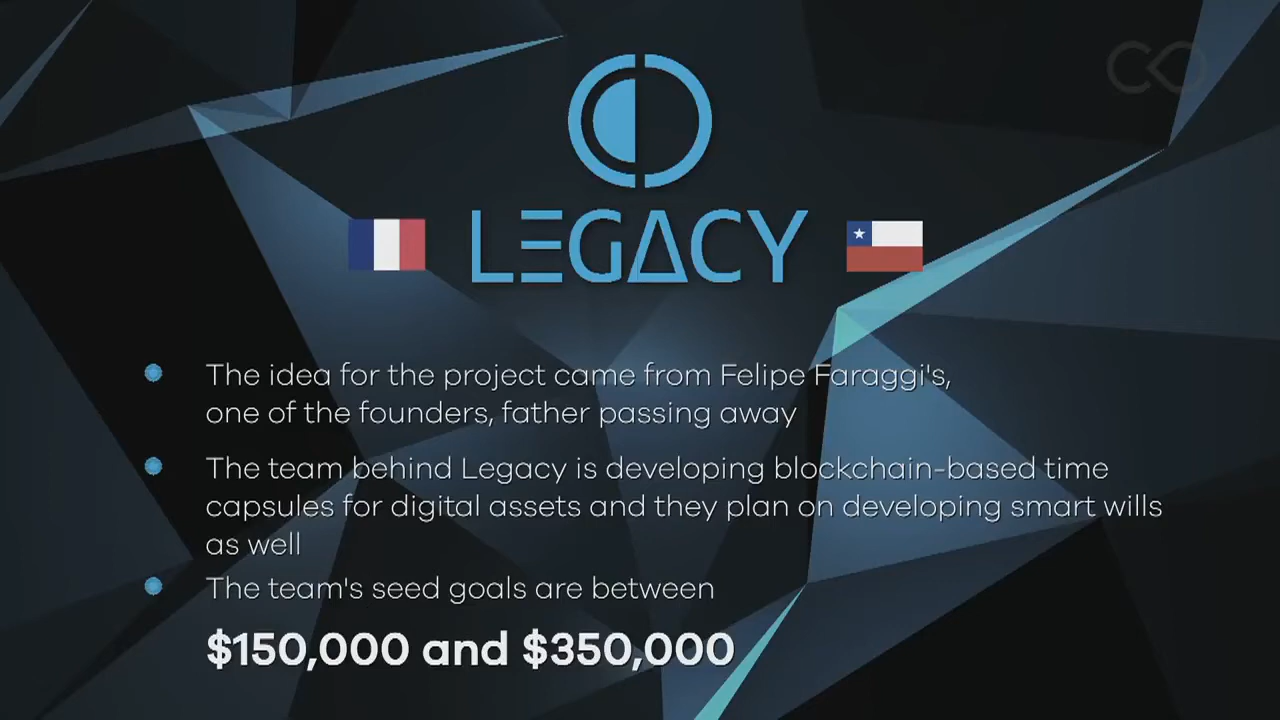 LEGACY
The idea for the project came from Felipe Faraggi's,
one of the founders, father passing away
The team behind Legacy is developing blockchain-based time
capsules for digital assets and they plan on developing smart wills
as well
The team's seed goals are between
$150,000 and $350,000